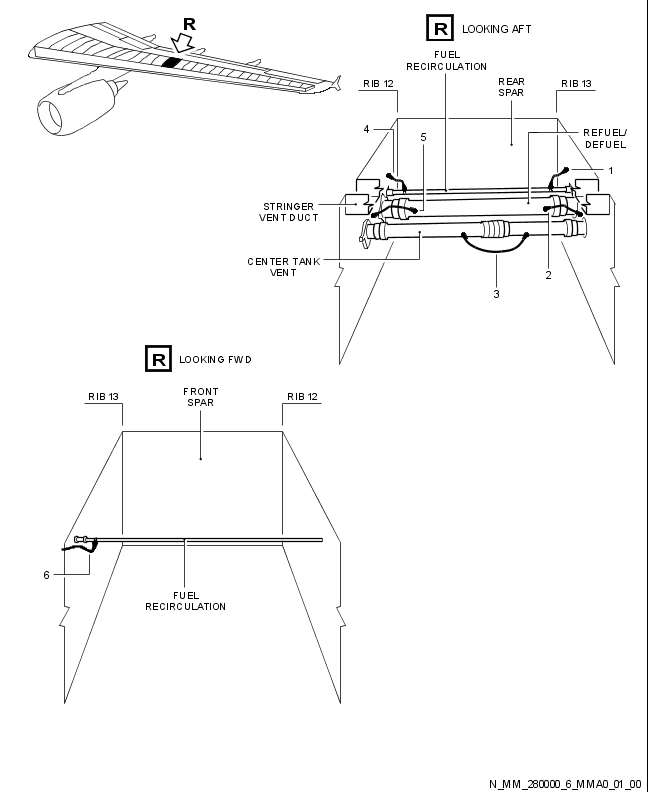 R
R LOOKING AFT
FUEL
RECIRCULATION
RIB 12
REAR
SPAR
RIB 13
4
5
REFUEL/
DEFUEL
1
STRINGER
VENT DUCT
CENTER TANK
VENT
2
3
R LOOKING FWD
RIB 13
FRONT
SPAR
RIB 12
6
FUEL
RECIRCULATION
N_MM_280000_6_MMA0_01_00